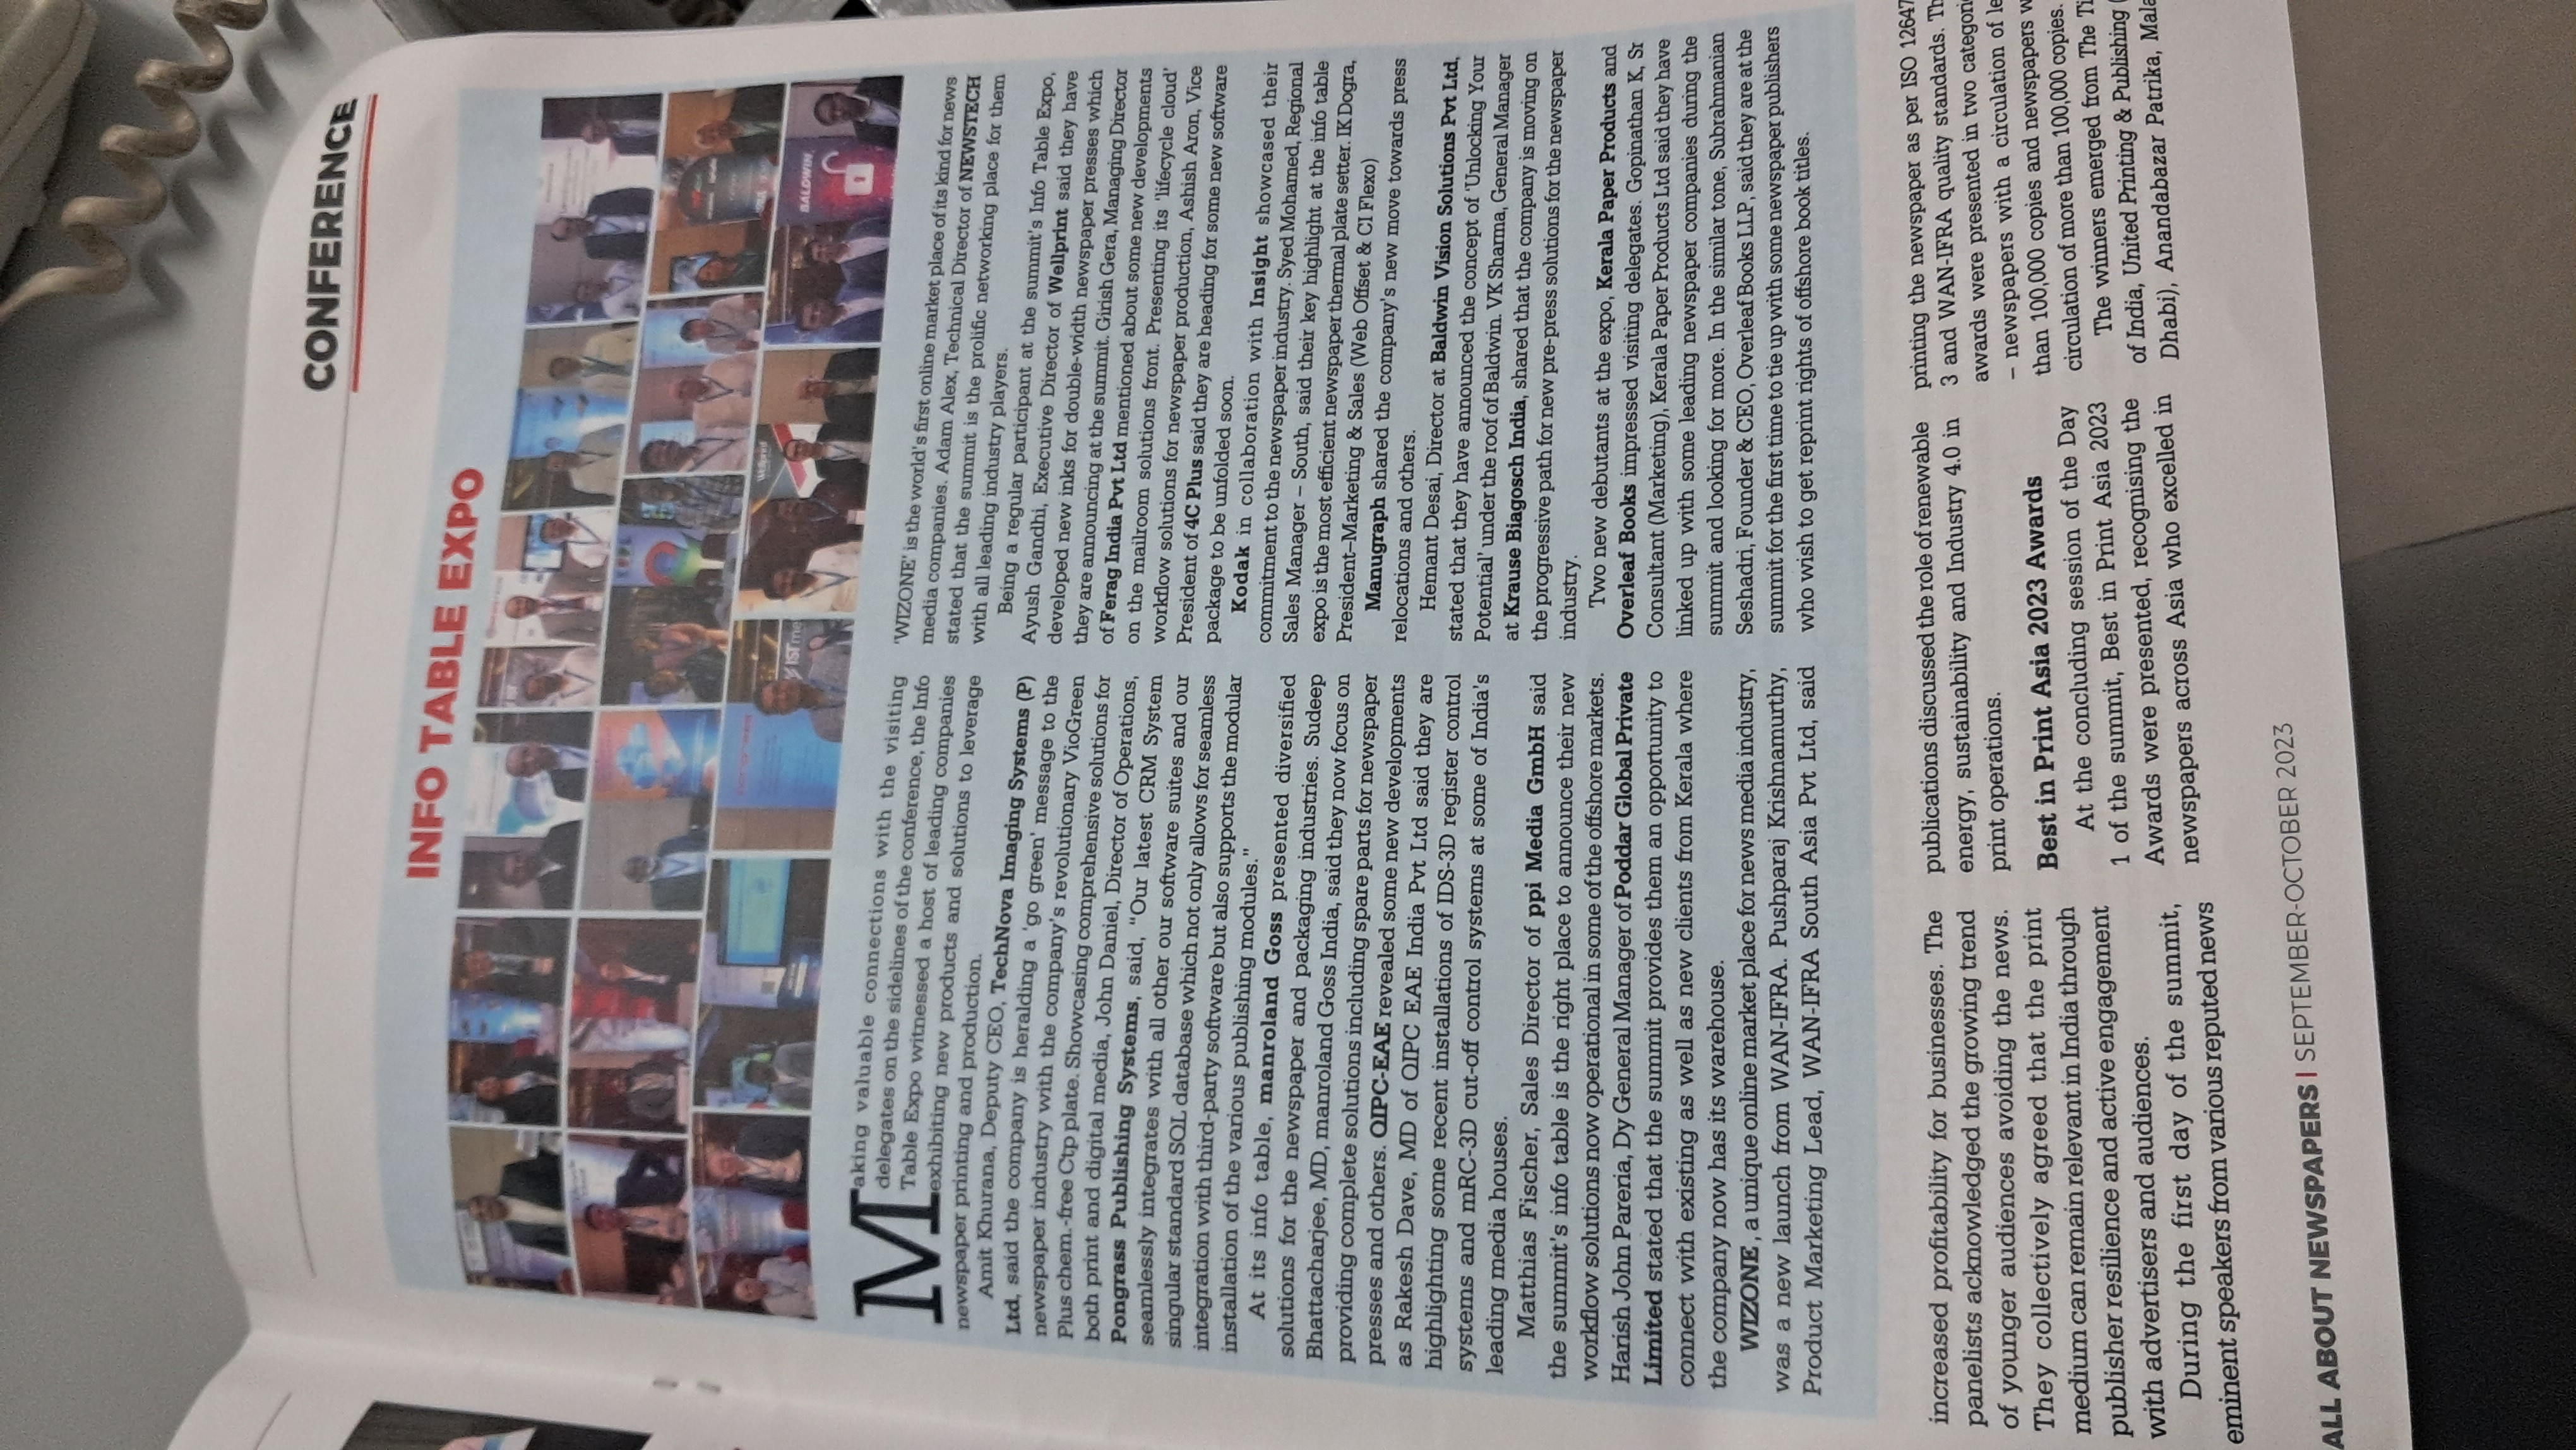 CONFERENCE
INFO TABLE EXPO
IST
IST me
Wellprint
BALDWIN
Making valuable connections with the visiting
delegates on the sidelines of the conference, the Info
Table Expo witnessed a host of leading companies
exhibiting new products and solutions to leverage
newspaper printing and production.
Amit Khurana, Deputy CEO, TechNova Imaging Systems (P)
Ltd, said the company is heralding a 'go green' message to the
newspaper industry with the company's revolutionary VioGreen
Plus chem.-free Ctp plate. Showcasing comprehensive solutions for
both print and digital media, John Daniel, Director of Operations,
Pongrass Publishing Systems, said, "Our latest CRM System
seamlessly integrates with all other our software suites and our
singular standard SQL database which not only allows for seamless
integration with third-party software but also supports the modular
installation of the various publishing modules."
At its info table, manroland Goss presented diversified
solutions for the newspaper and packaging industries. Sudeep
Bhattacharjee, MD, manroland Goss India, said they now focus on
providing complete solutions including spare parts for newspaper
presses and others. QIPC-EAE revealed some new developments
as Rakesh Dave, MD of QIPC EAE India Pvt Ltd said they are
highlighting some recent installations of IDS-3D register control
systems and mRC-3D cut-off control systems at some of India's
leading media houses.
Matthias Fischer, Sales Director of ppi Media GmbH said
the summit's info table is the right place to announce their new
workflow solutions now operational in some of the offshore markets.
Harish John Pareria, Dy General Manager of Poddar Global Private
Limited stated that the summit provides them an opportunity to
connect with existing as well as new clients from Kerala where
the company now has its warehouse.
WIZONE , a unique online market place for news media industry,
was a new launch from WAN-IFRA. Pushparaj Krishnamurthy,
Product Marketing Lead, WAN-IFRA South Asia Pvt Ltd, said
'WIZONE' is the world's first online market place of its kind for news
media companies. Adam Alex, Technical Director of NEWSTECH
stated that the summit is the prolific networking place for them
with all leading industry players.
Being a regular participant at the summit's Info Table Expo,
Ayush Gandhi, Executive Director of Wellprint said they have
developed new inks for double-width newspaper presses which
they are announcing at the summit. Girish Gera, Managing Director
of Ferag India Pvt Ltd mentioned about some new developments
on the mailroom solutions front. Presenting its 'lifecycle cloud'
workflow solutions for newspaper production, Ashish Aron, Vice
President of 4C Plus said they are heading for some new software
package to be unfolded soon.
Kodak in collaboration with Insight showcased their
commitment to the newspaper industry. Syed Mohamed, Regional
Sales Manager – South, said their key highlight at the info table
expo is the most efficient newspaper thermal plate setter. IK Dogra,
President–Marketing & Sales (Web Offset & CI Flexo)
Manugraph shared the company's new move towards press
relocations and others.
Hemant Desai, Director at Baldwin Vision Solutions Pvt Ltd,
stated that they have announced the concept of 'Unlocking Your
Potential' under the roof of Baldwin. VK Sharma, General Manager
at Krause Biagosch India, shared that the company is moving on
the progressive path for new pre-press solutions for the newspaper
industry.
Two new debutants at the expo, Kerala Paper Products and
Overleaf Books impressed visiting delegates. Gopinathan K, Sr
Consultant (Marketing), Kerala Paper Products Ltd said they have
linked up with some leading newspaper companies during the
summit and looking for more. In the similar tone, Subrahmanian
Seshadri, Founder & CEO, Overleaf Books LLP, said they are at the
summit for the first time to tie up with some newspaper publishers
who wish to get reprint rights of offshore book titles.
increased profitability for businesses. The
panelists acknowledged the growing trend
of younger audiences avoiding the news.
They collectively agreed that the print
medium can remain relevant in India through
publisher resilience and active engagement
with advertisers and audiences.
During the first day of the summit,
eminent speakers from various reputed news
publications discussed the role of renewable
energy, sustainability and Industry 4.0 in
print operations.
Best in Print Asia 2023 Awards
At the concluding session of the Day
1 of the summit, Best in Print Asia 2023
Awards were presented, recognising the
newspapers across Asia who excelled in
printing the newspaper as per ISO 12647
3 and WAN-IFRA quality standards. Th
awards were presented in two categori
– newspapers with a circulation of le
than 100,000 copies and newspapers w
circulation of more than 100,000 copies.
The winners emerged from The Ti
of India, United Printing & Publishing (
Dhabi), Anandabazar Patrika, Mala
ALL ABOUT NEWSPAPERS | SEPTEMBER-OCTOBER 2023